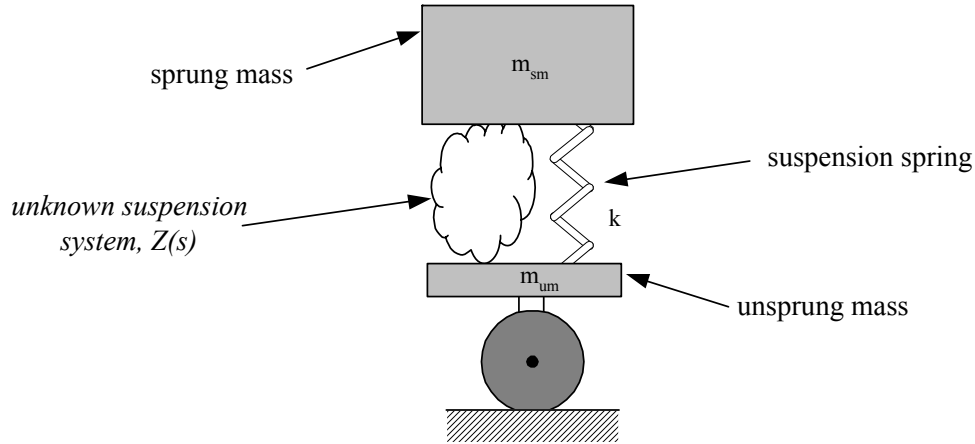 sprung mass
m_sm
suspension spring
unknown suspension
system, Z(s)
k
m_um
unsprung mass